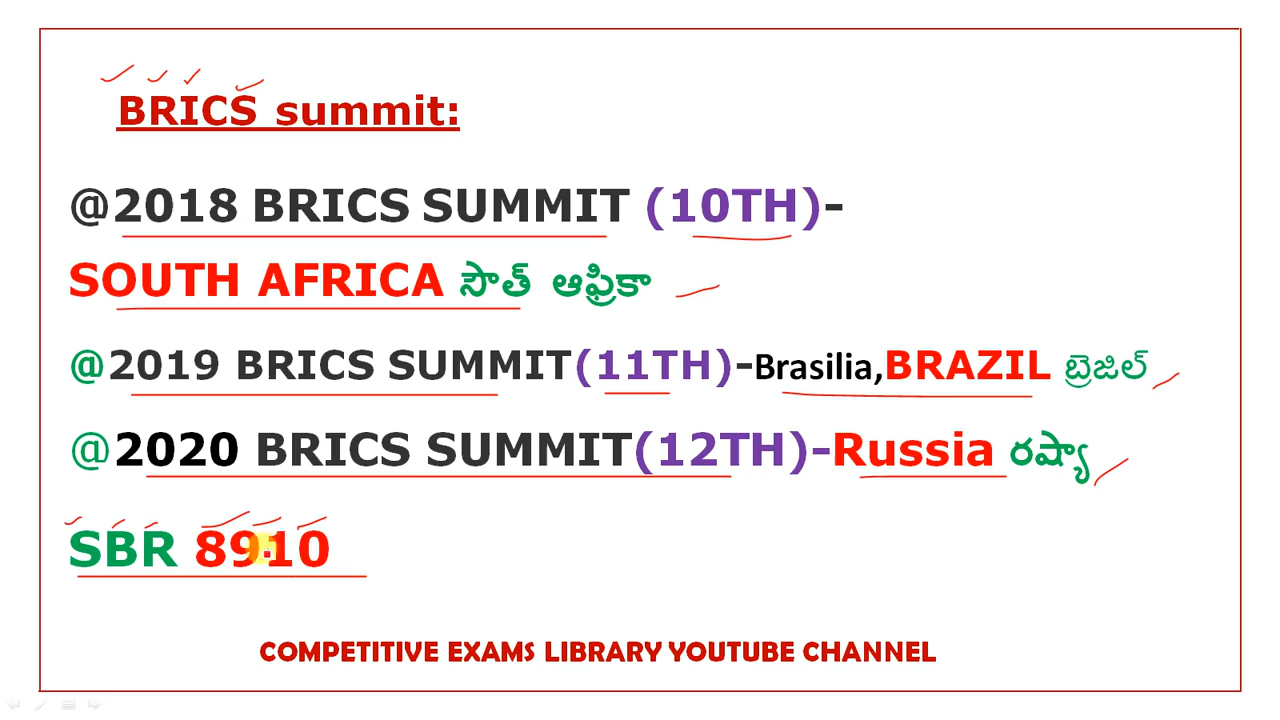 BRICS summit:
@2018 BRICS SUMMIT (10TH)-
SOUTH AFRICA సౌత్ ఆఫ్రికా
@2019 BRICS SUMMIT(11TH)-Brasilia,BRAZIL బ్రెజిల్
@2020 BRICS SUMMIT(12TH)-Russia రష్యా
SBR 8910
COMPETITIVE EXAMS LIBRARY YOUTUBE CHANNEL